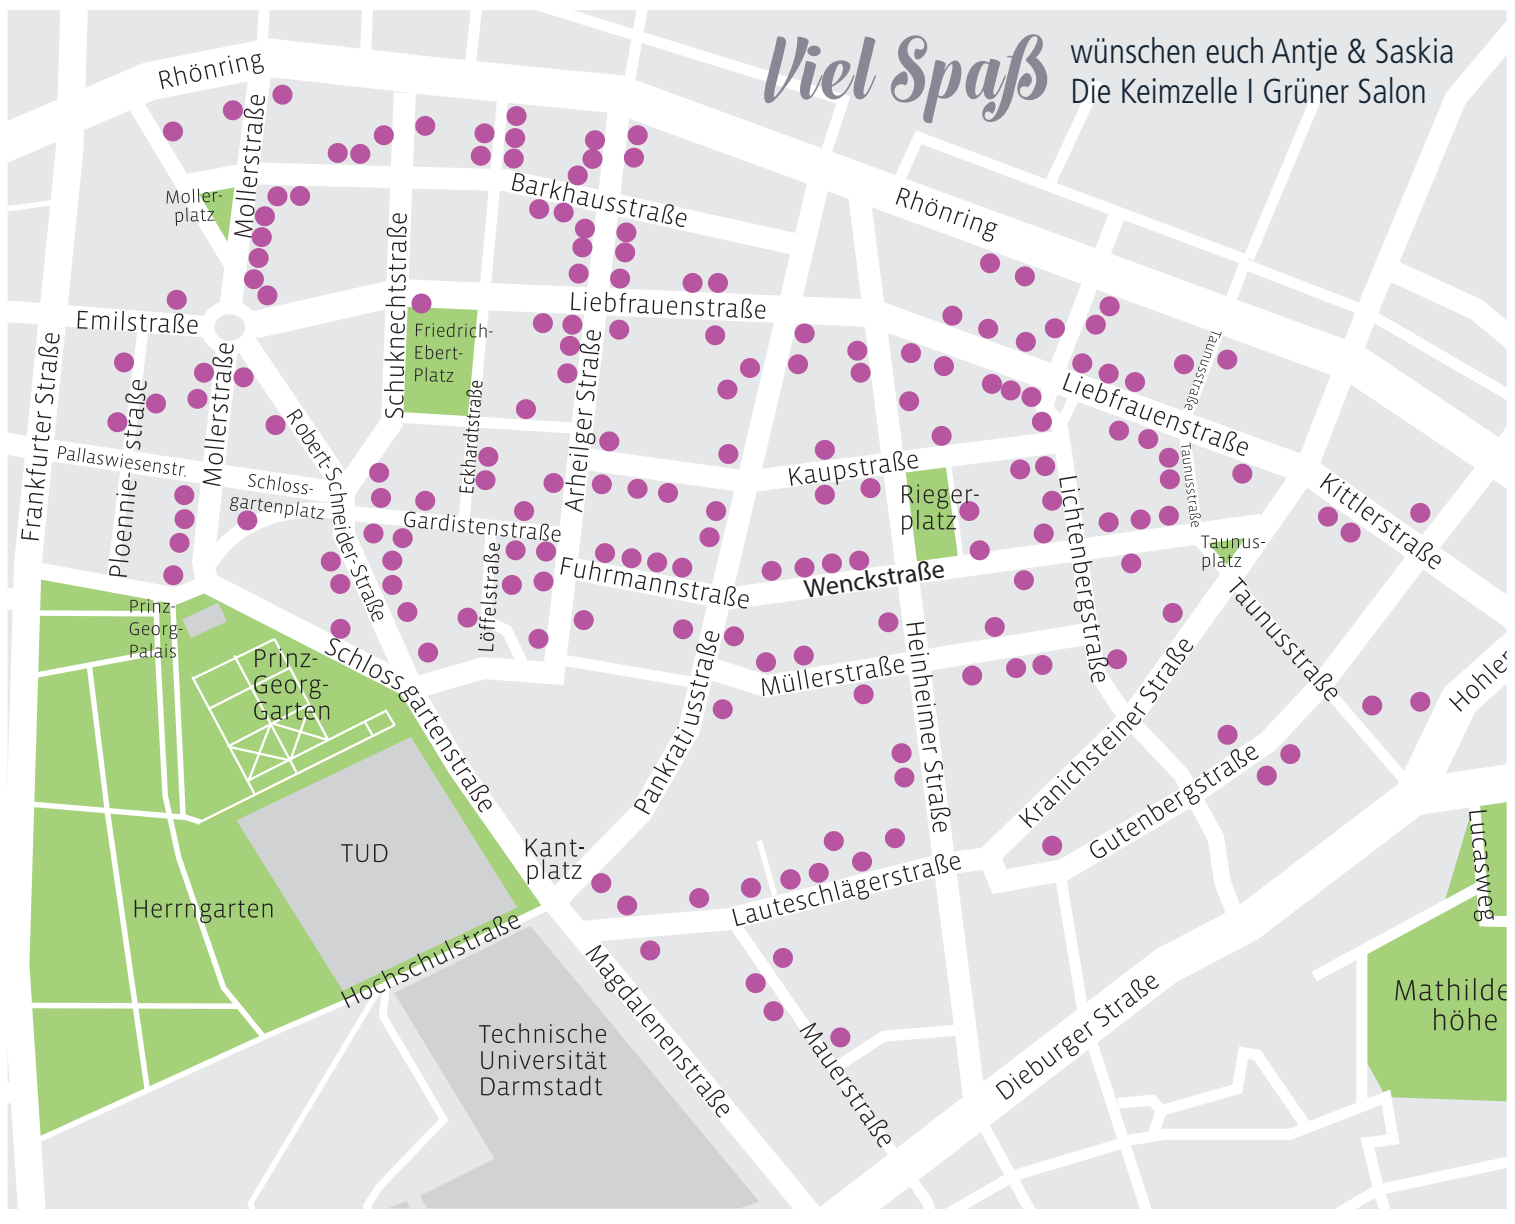 Viel Spaß
wünschen euch Antje & Saskia
Die Keimzelle I Grüner Salon
Rhönring
Mollerstraße
Moller-
platz
Barkhausstraße
Rhönring
Schuknechtstraße
Liebfrauenstraße
Emilstraße
Friedrich-
Ebert-
Platz
Frankfurter Straße
Ploennie-straße
Mollerstraße
Robert-Schneider-Straße
Eckhardtstraße
Arheilger Straße
Taunusstraße
Liebfrauenstraße
Pallaswiesenstr.
Schloss-
gartenplatz
Kaupstraße
Rieger-
platz
Lichtenbergstraße
Taunusstraße
Kittlerstraße
Gardistenstraße
Löffelstraße
Fuhrmannstraße
Wenckstraße
Taunus-
platz
Taunusstraße
Prinz-
Georg-
Palais
Prinz-
Georg-
Garten
Schlossgartenstraße
Pankratiusstraße
Müllerstraße
Heinheimer Straße
Kranichsteiner Straße
Gutenbergstraße
Hohler
TUD
Kant-
platz
Herrngarten
Hochschulstraße
Lauteschlägerstraße
Lucasweg
Magdalenenstraße
Mauerstraße
Dieburger Straße
Mathilde
höhe
Technische
Universität
Darmstadt